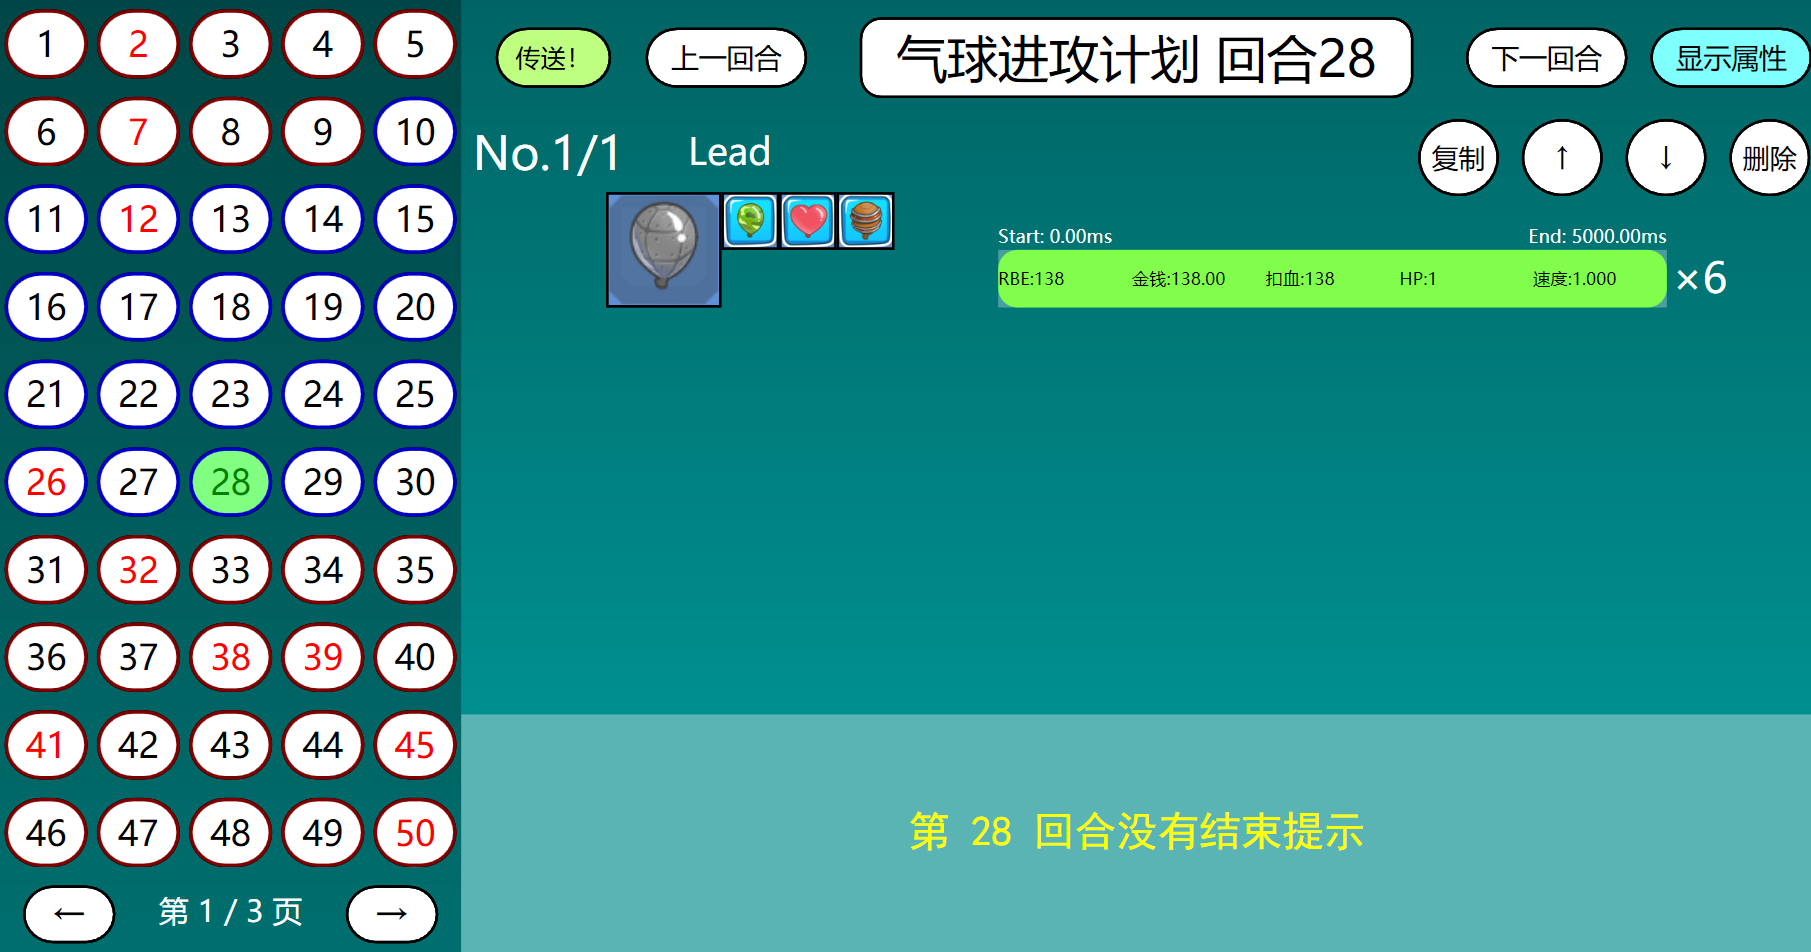 1 2 3 4 5
6 7 8 9 10
11 12 13 14 15
16 17 18 19 20
21 22 23 24 25
26 27 28 29 30
31 32 33 34 35
36 37 38 39 40
41 42 43 44 45
46 47 48 49 50
← 第 1 / 3 页 →
传送！ 上一回合 气球进攻计划 回合28 下一回合 显示属性
No.1/1 Lead 复制 ↑ ↓ 删除
Start: 0.00ms End: 5000.00ms
RBE:138 金钱:138.00 扣血:138 HP:1 速度:1.000 ×6
第 28 回合没有结束提示